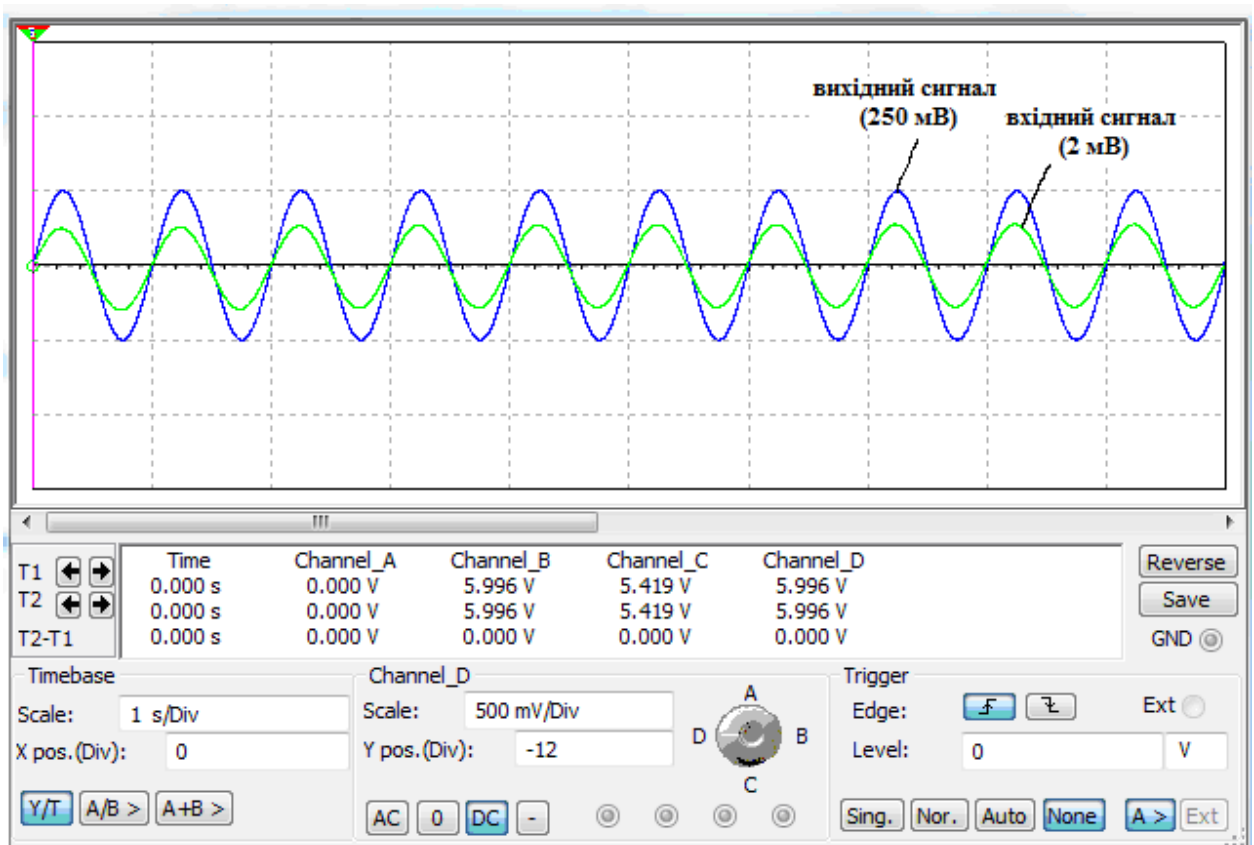 вихідний сигнал
(250 мВ)
вхідний сигнал
(2 мВ)
T1
T2
T2-T1
Time Channel_A Channel_B Channel_C Channel_D
0.000 s 0.000 V 5.996 V 5.419 V 5.996 V
0.000 s 0.000 V 5.996 V 5.419 V 5.996 V
0.000 s 0.000 V 0.000 V 0.000 V 0.000 V
Reverse
Save
GND
Timebase
Scale: 1 s/Div
X pos.(Div): 0
Y/T A/B > A+B >
Channel_D
Scale: 500 mV/Div
Y pos.(Div): -12
A
D B
C
AC 0 DC -
Trigger
Edge: Ext
Level: 0 V
Sing. Nor. Auto None A > Ext